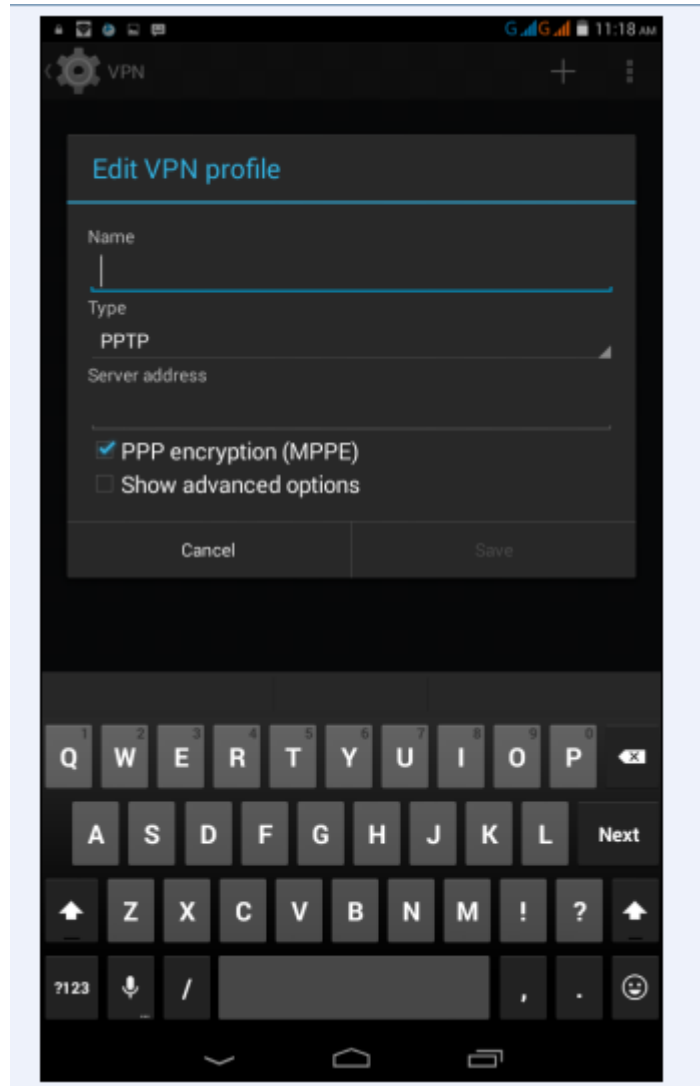 G G 11:18 AM
VPN
Edit VPN profile
Name
Type
PPTP
Server address
PPP encryption (MPPE)
Show advanced options
Cancel Save
1 2 3 4 5 6 7 8 9 0
Q W E R T Y U I O P
A S D F G H J K L Next
Z X C V B N M ! ?
?123 / , .